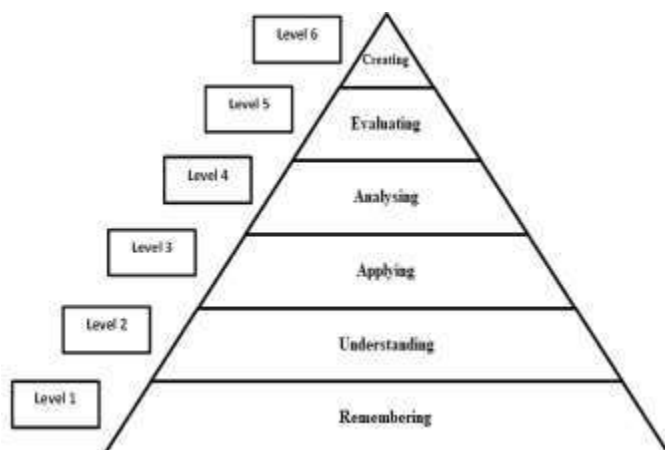 Level 6
Creating
Level 5
Evaluating
Level 4
Analysing
Level 3
Applying
Level 2
Understanding
Level 1
Remembering